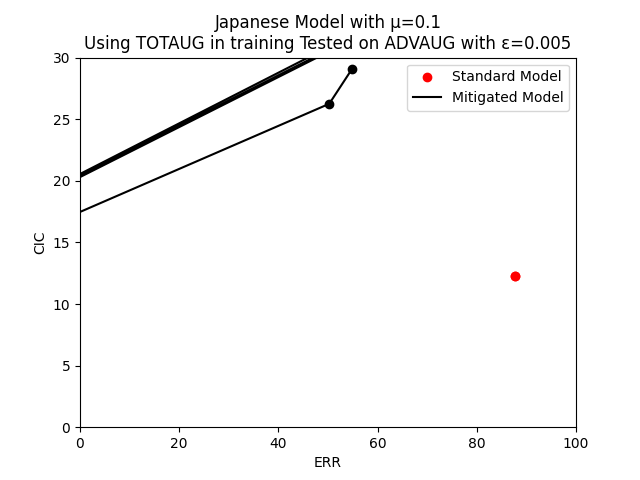 Japanese Model with μ=0.1
Using TOTAUG in training Tested on ADVAUG with ε=0.005
Standard Model
Mitigated Model
30
25
20
15
10
5
0
CIC
0 20 40 60 80 100
ERR